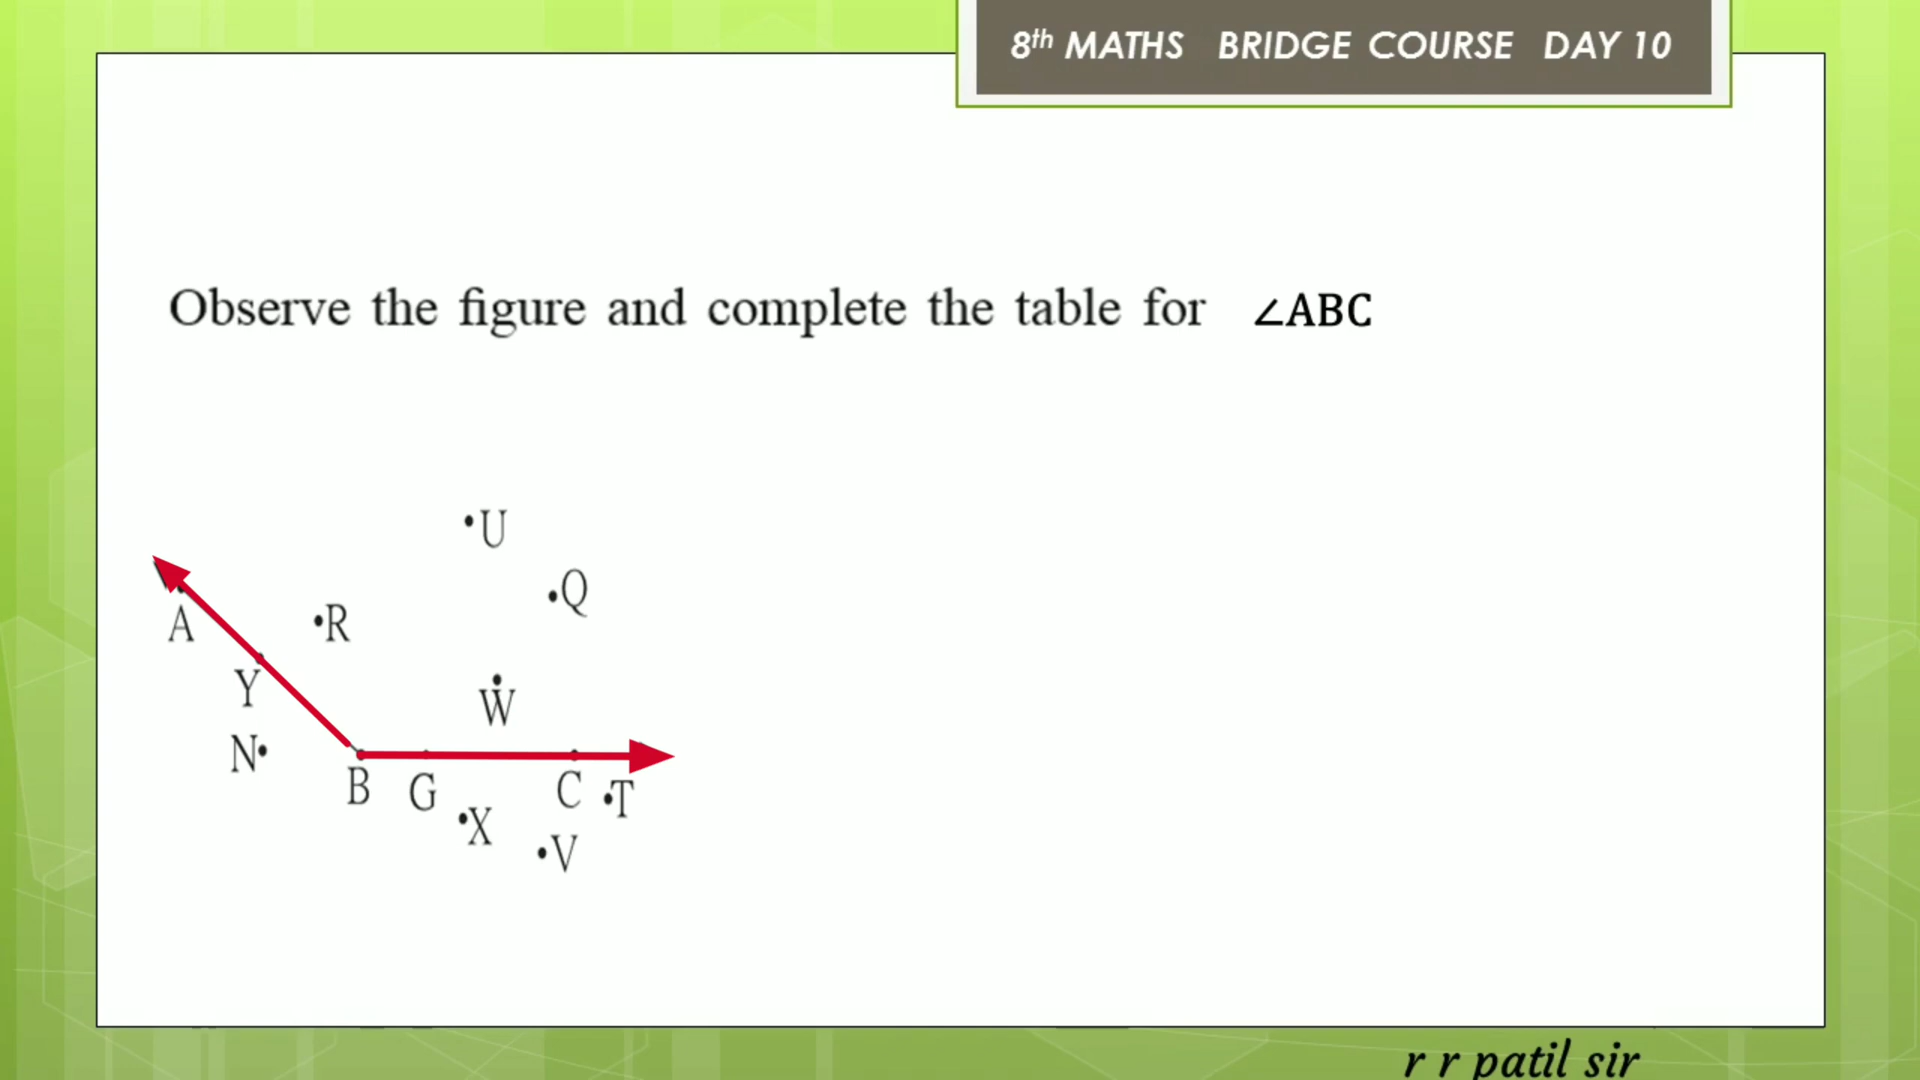 8th MATHS BRIDGE COURSE DAY 10
Observe the figure and complete the table for ∠ABC
U
Q
A
R
Y
W
N
B
G
C
T
X
V
r r patil sir